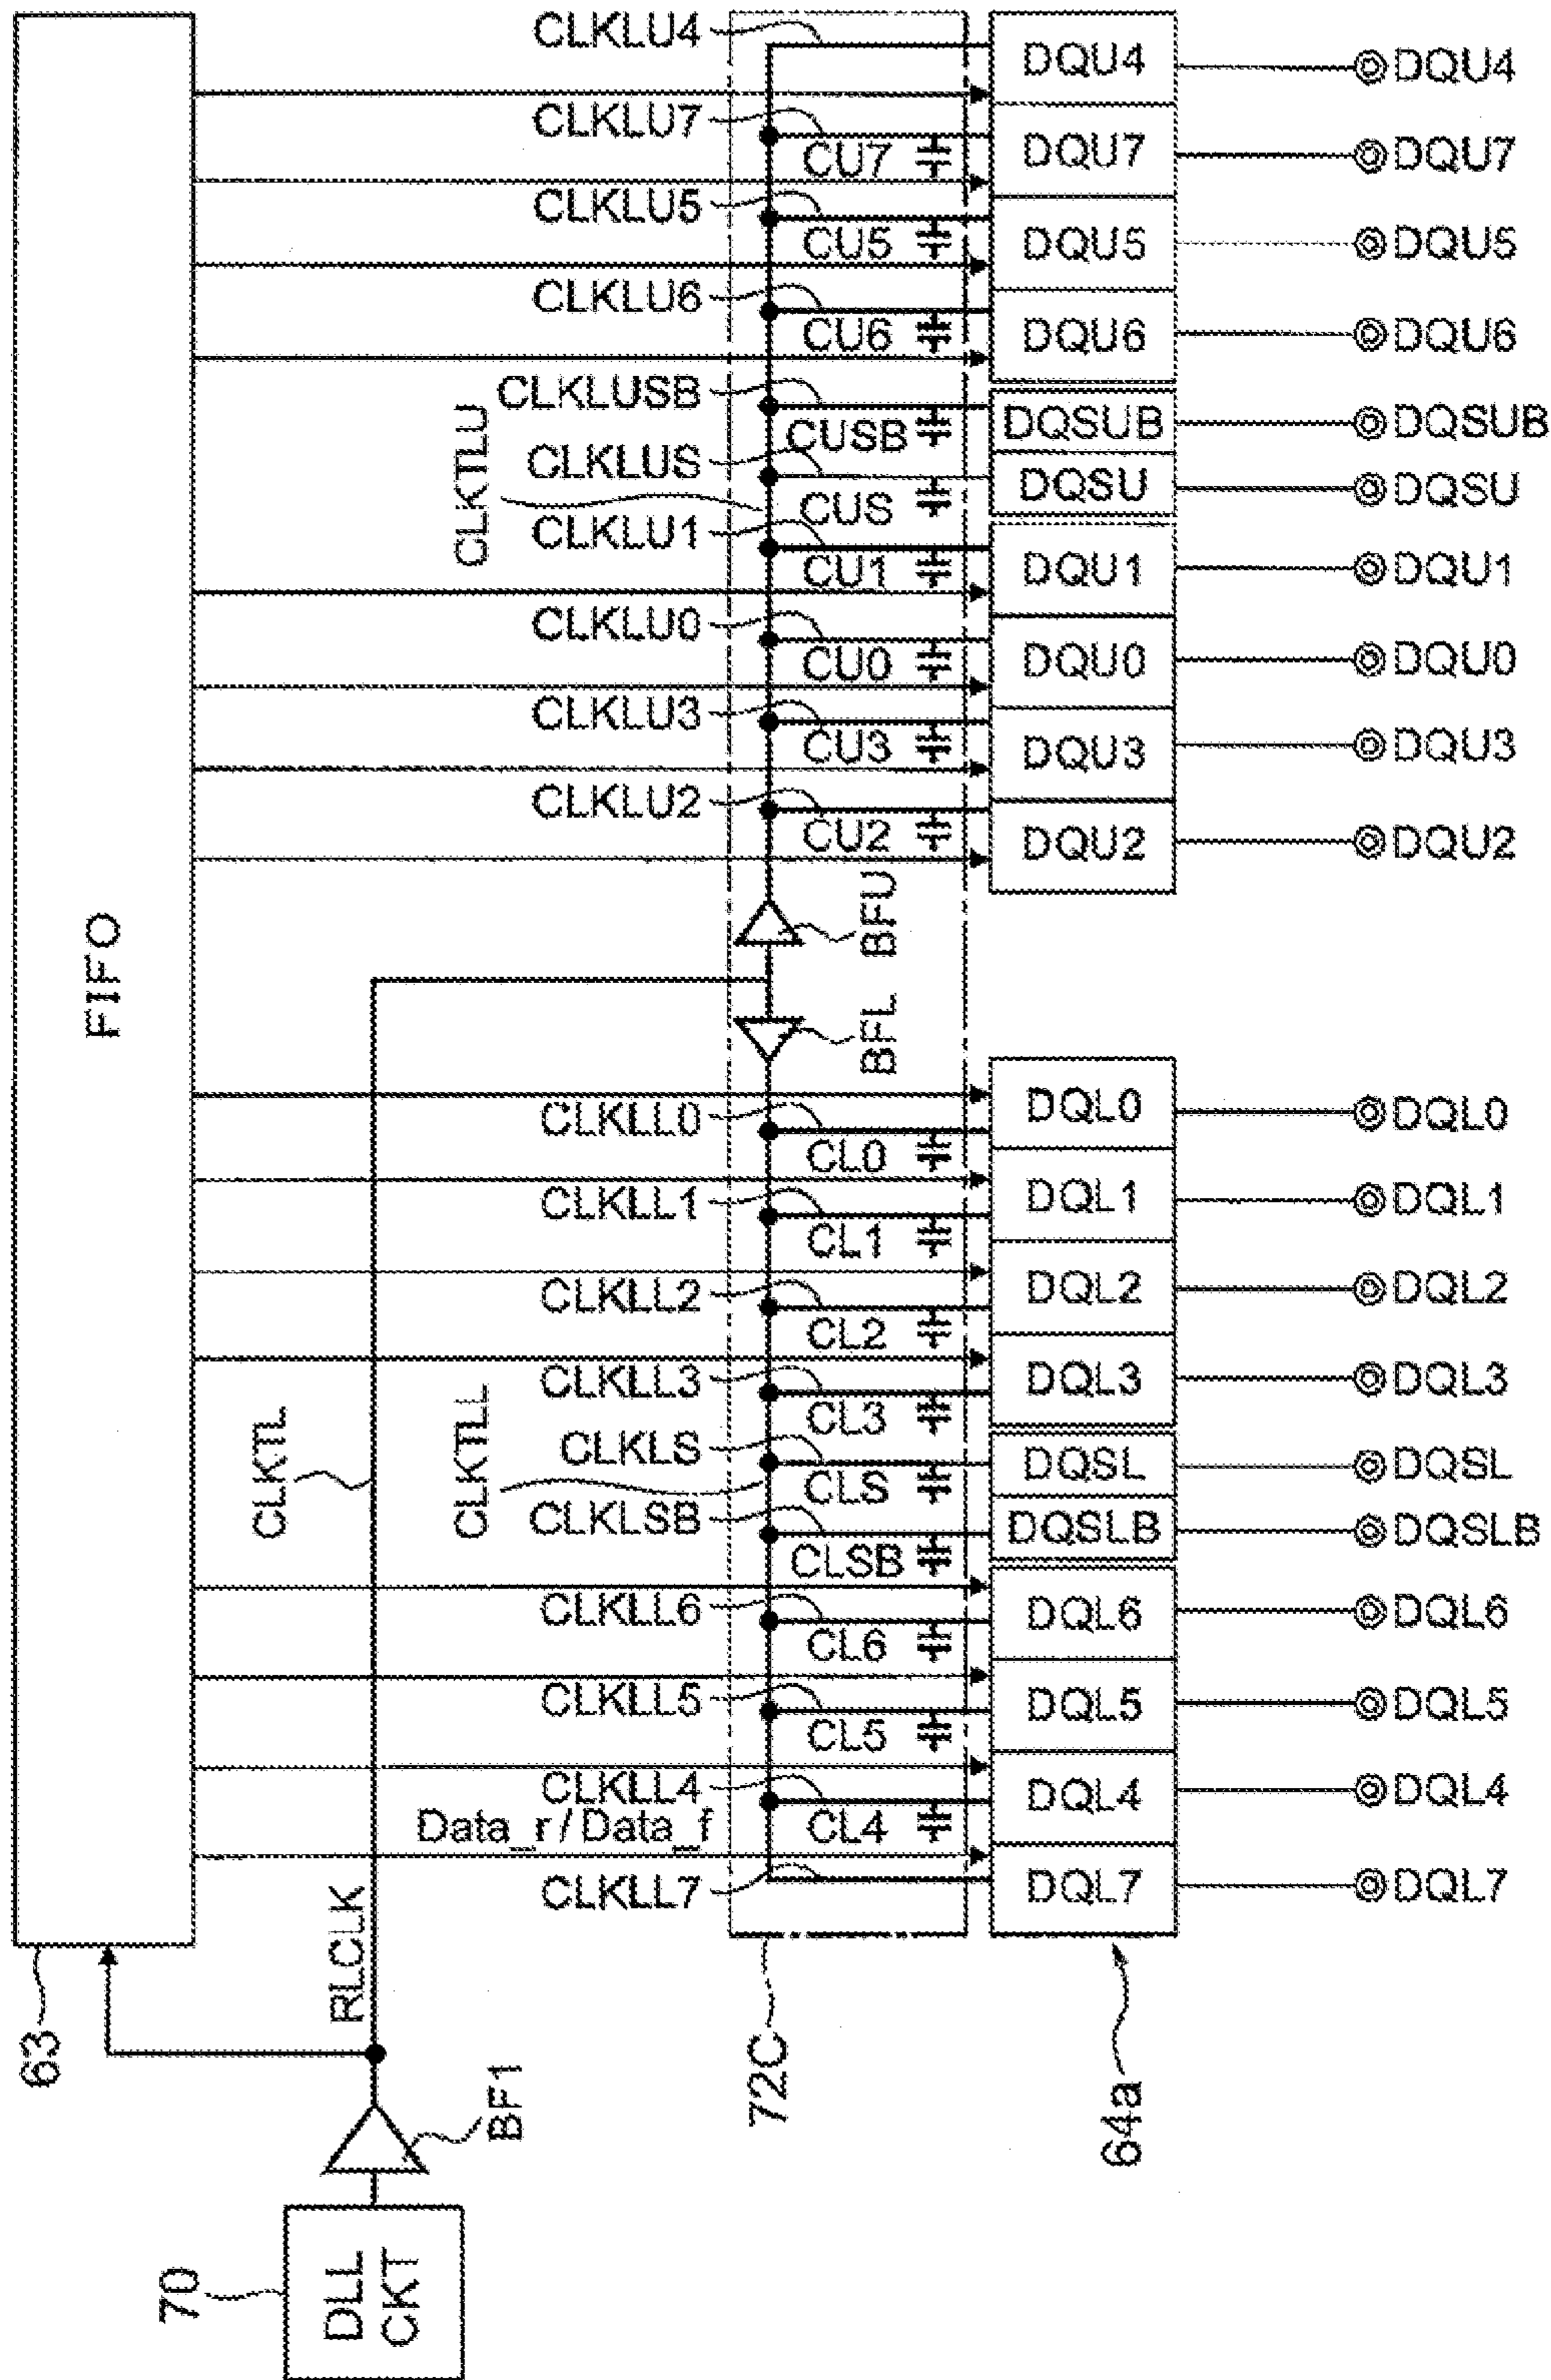 CLKLU4
DQU4
DQU4
CLKLU7
CU7
DQU7
DQU7
CLKLU5
CU5
DQU5
DQU5
CLKLU6
CU6
DQU6
DQU6
CLKLUSB
CUSB
DQSUB
DQSUB
CLKTLU
CLKLUS
CUS
DQSU
DQSU
CLKLU1
CU1
DQU1
DQU1
CLKLU0
CU0
DQU0
DQU0
CLKLU3
CU3
DQU3
DQU3
CLKLU2
CU2
DQU2
DQU2
FIFO
BFU
BFL
CLKLL0
CL0
DQL0
DQL0
CLKLL1
CL1
DQL1
DQL1
CLKLL2
CL2
DQL2
DQL2
CLKLL3
CL3
DQL3
DQL3
CLKTL
CLKTLL
CLKLS
CLS
DQSL
DQSL
CLKLSB
CLSB
DQSLB
DQSLB
CLKLL6
CL6
DQL6
DQL6
CLKLL5
CL5
DQL5
DQL5
CLKLL4
CL4
DQL4
DQL4
Data_r / Data_f
CLKLL7
DQL7
DQL7
63
RLCLK
72C
64a
BF1
70
DLL
CKT